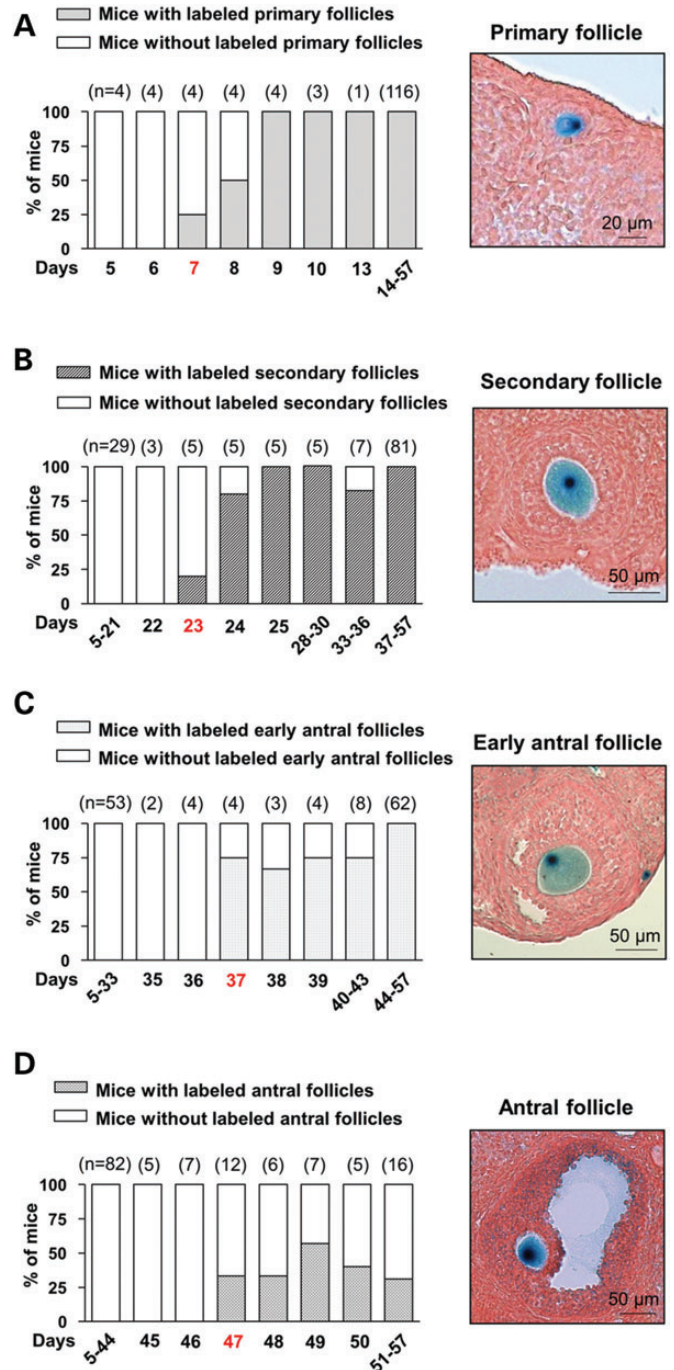 A
Mice with labeled primary follicles
Mice without labeled primary follicles
Primary follicle
(n=4) (4) (4) (4) (4) (3) (1) (116)
100
75
50
25
0
% of mice
Days 5 6 7 8 9 10 13 14-57
20 µm
B
Mice with labeled secondary follicles
Mice without labeled secondary follicles
Secondary follicle
(n=29) (3) (5) (5) (5) (5) (7) (81)
100
75
50
25
0
% of mice
Days 5-21 22 23 24 25 28-30 33-36 37-57
50 µm
C
Mice with labeled early antral follicles
Mice without labeled early antral follicles
Early antral follicle
(n=53) (2) (4) (4) (3) (4) (8) (62)
100
75
50
25
0
% of mice
Days 5-33 35 36 37 38 39 40-43 44-57
50 µm
D
Mice with labeled antral follicles
Mice without labeled antral follicles
Antral follicle
(n=82) (5) (7) (12) (6) (7) (5) (16)
100
75
50
25
0
% of mice
Days 5-44 45 46 47 48 49 50 51-57
50 µm